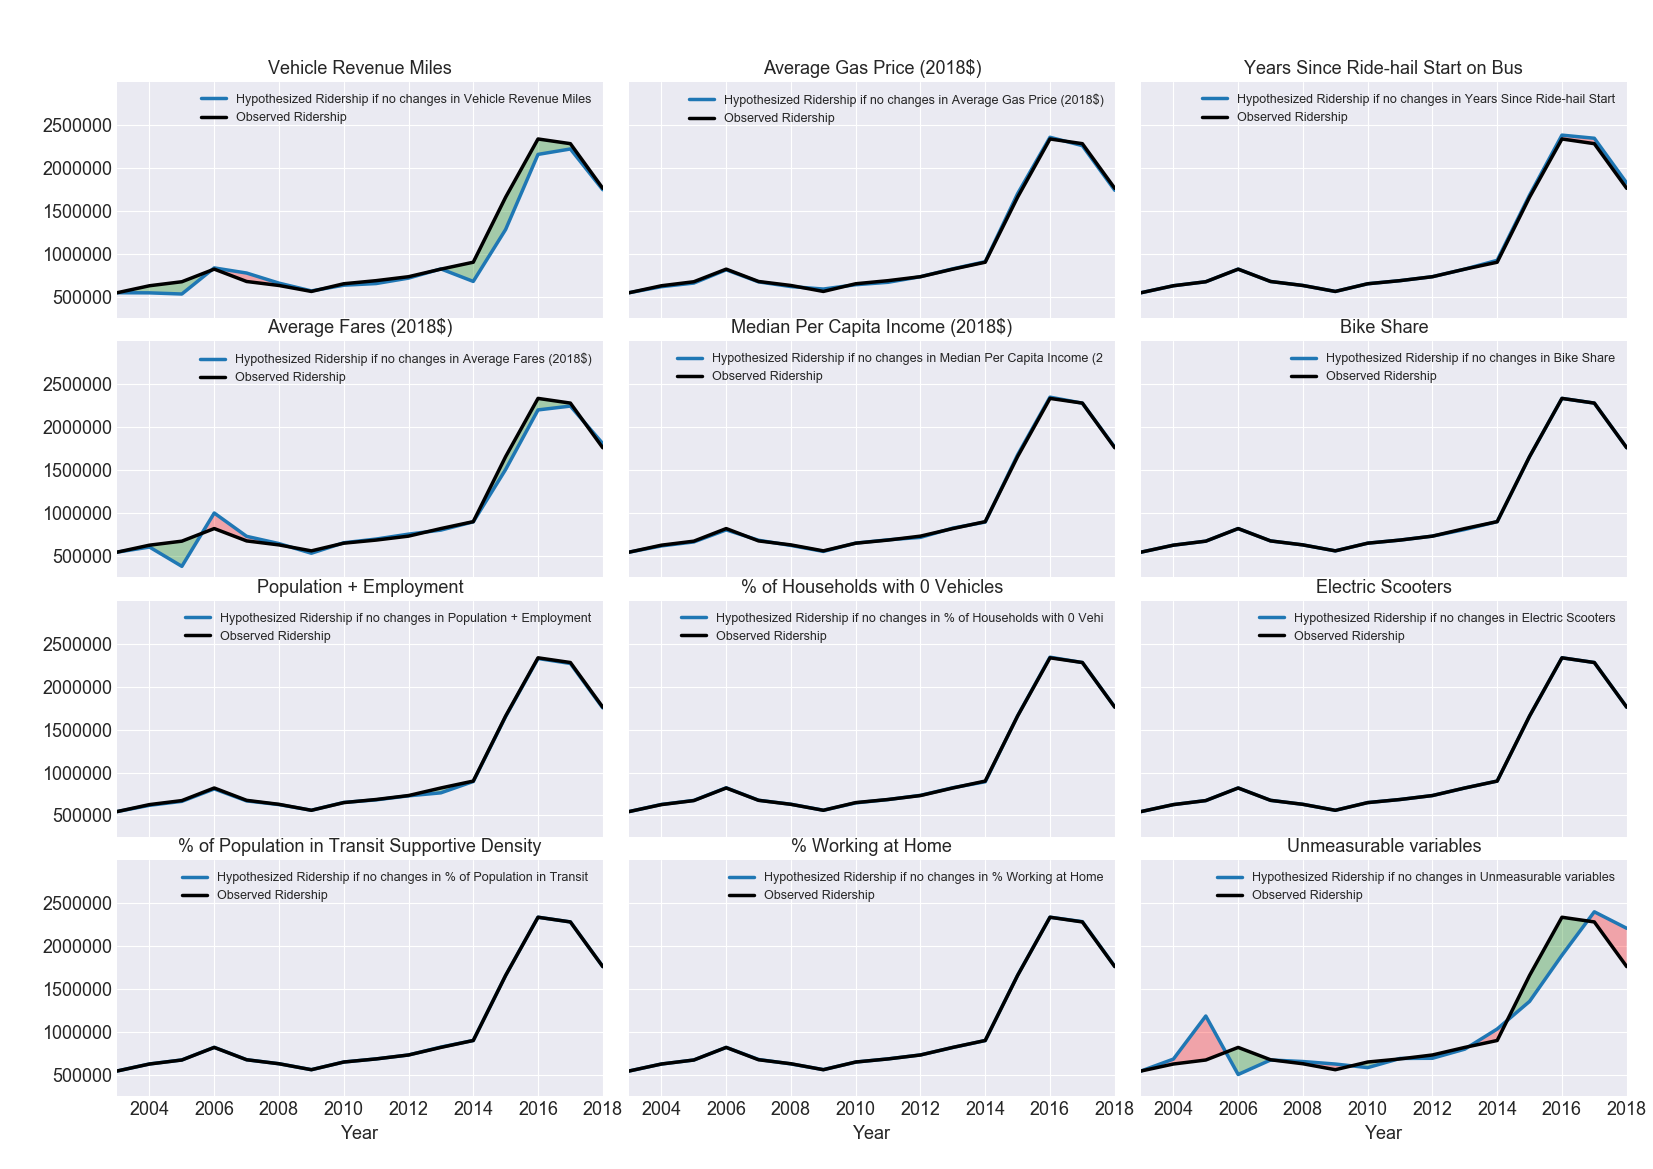 Vehicle Revenue Miles
Average Gas Price (2018$)
Years Since Ride-hail Start on Bus
Hypothesized Ridership if no changes in Vehicle Revenue Miles
Observed Ridership
Hypothesized Ridership if no changes in Average Gas Price (2018$)
Observed Ridership
Hypothesized Ridership if no changes in Years Since Ride-hail Start
Observed Ridership
2500000
2000000
1500000
1000000
500000
Average Fares (2018$)
Median Per Capita Income (2018$)
Bike Share
Hypothesized Ridership if no changes in Average Fares (2018$)
Observed Ridership
Hypothesized Ridership if no changes in Median Per Capita Income (2
Observed Ridership
Hypothesized Ridership if no changes in Bike Share
Observed Ridership
2500000
2000000
1500000
1000000
500000
Population + Employment
% of Households with 0 Vehicles
Electric Scooters
Hypothesized Ridership if no changes in Population + Employment
Observed Ridership
Hypothesized Ridership if no changes in % of Households with 0 Vehi
Observed Ridership
Hypothesized Ridership if no changes in Electric Scooters
Observed Ridership
2500000
2000000
1500000
1000000
500000
% of Population in Transit Supportive Density
% Working at Home
Unmeasurable variables
Hypothesized Ridership if no changes in % of Population in Transit
Observed Ridership
Hypothesized Ridership if no changes in % Working at Home
Observed Ridership
Hypothesized Ridership if no changes in Unmeasurable variables
Observed Ridership
2500000
2000000
1500000
1000000
500000
2004 2006 2008 2010 2012 2014 2016 2018
2004 2006 2008 2010 2012 2014 2016 2018
2004 2006 2008 2010 2012 2014 2016 2018
Year
Year
Year